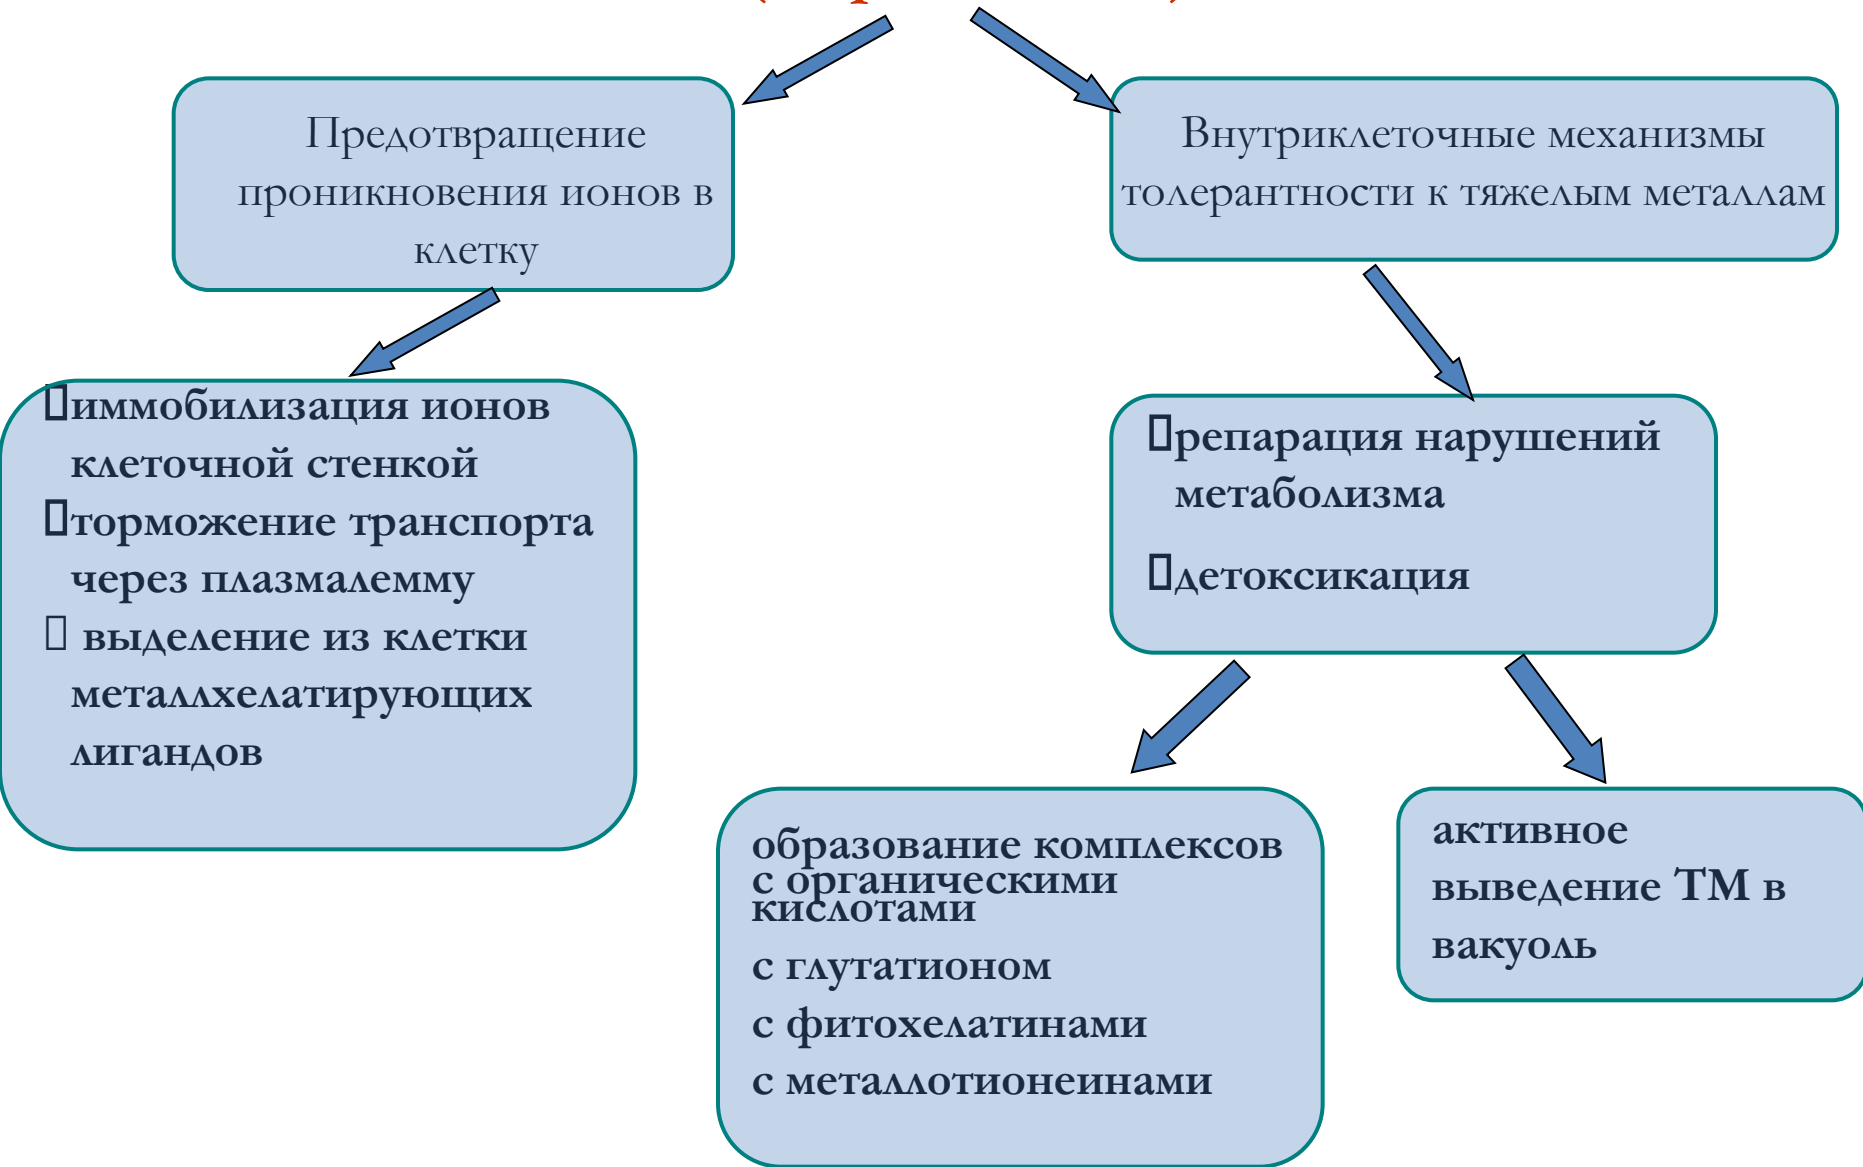 Предотвращение
проникновения ионов в
клетку
Внутриклеточные механизмы
толерантности к тяжелым металлам
иммобилизация ионов
клеточной стенкой
торможение транспорта
через плазмалемму
выделение из клетки
металлхелатирующих
лигандов
репарация нарушений
метаболизма
детоксикация
образование комплексов
с органическими
кислотами
с глутатионом
с фитохелатинами
с металлотионеинами
активное
выведение ТМ в
вакуоль